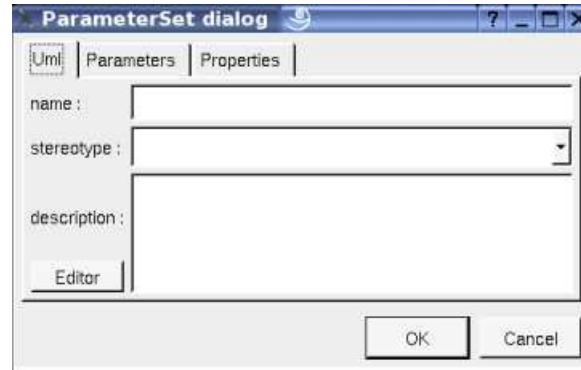 ParameterSet dialog
Uml Parameters Properties
name :
stereotype :
description :
Editor
OK Cancel